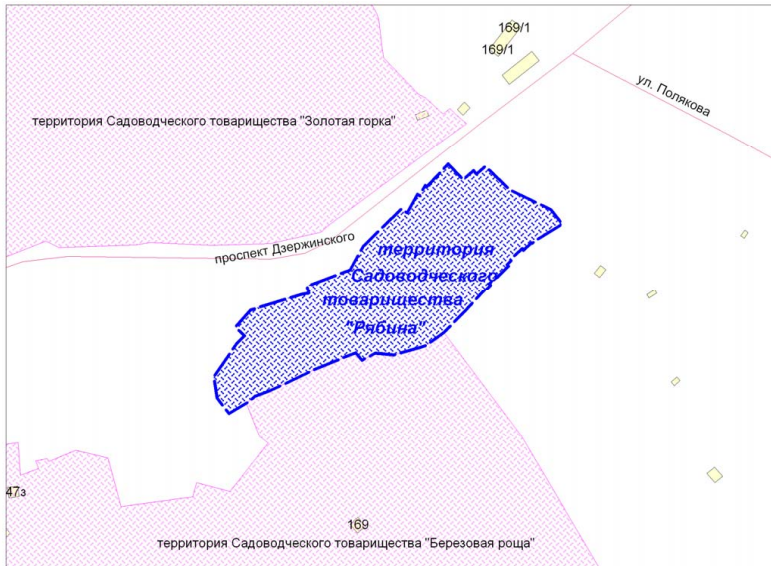 169/1
169/1
ул. Полякова
территория Садоводческого товарищества "Золотая горка"
проспект Дзержинского
территория
Садоводческого
товарищества
"Рябина"
47з
169
территория Садоводческого товарищества "Березовая роща"